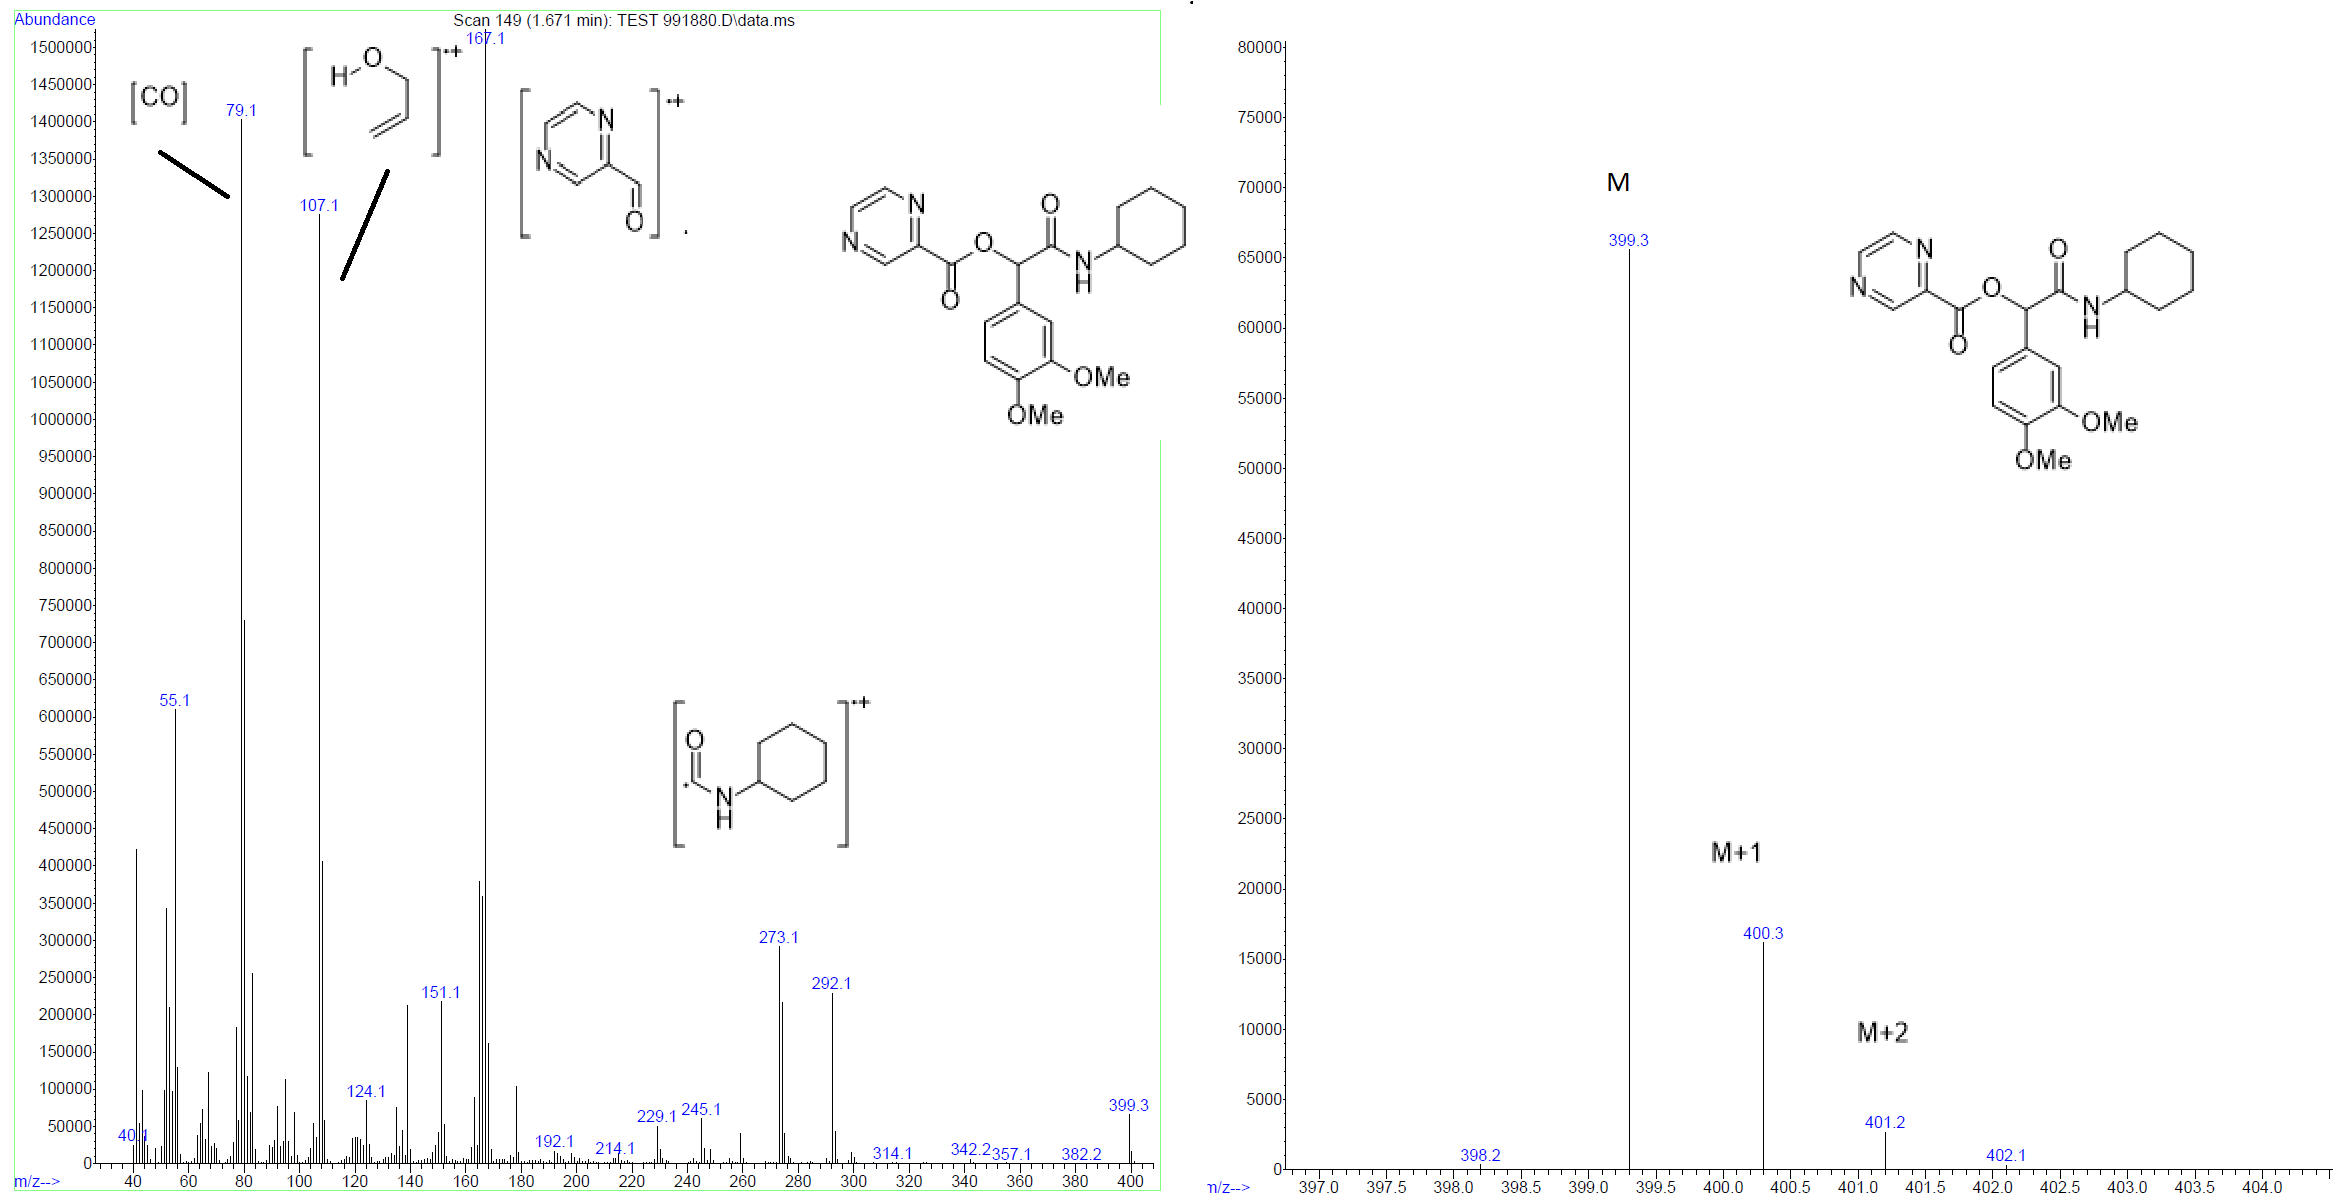 Abundance
Scan 149 (1.671 min): TEST 991880.D\data.ms
1500000
1450000
1400000
1350000
1300000
1250000
1200000
1150000
1100000
1050000
1000000
950000
900000
850000
800000
750000
700000
650000
600000
550000
500000
450000
400000
350000
300000
250000
200000
150000
100000
50000
0
m/z-->
40 60 80 100 120 140 160 180 200 220 240 260 280 300 320 340 360 380 400
40.1
55.1
79.1
107.1
124.1
151.1
167.1
192.1
214.1
229.1
245.1
273.1
292.1
314.1
342.2
357.1
382.2
399.3
[CO]
H O
·+
N
N
O
·+
O
N
H
·+
N
N
O
O
O
N
H
OMe
OMe
80000
75000
70000
65000
60000
55000
50000
45000
40000
35000
30000
25000
20000
15000
10000
5000
0
m/z-->
397.0 397.5 398.0 398.5 399.0 399.5 400.0 400.5 401.0 401.5 402.0 402.5 403.0 403.5 404.0
M
399.3
M+1
400.3
M+2
401.2
398.2
402.1
N
N
O
O
O
N
H
OMe
OMe